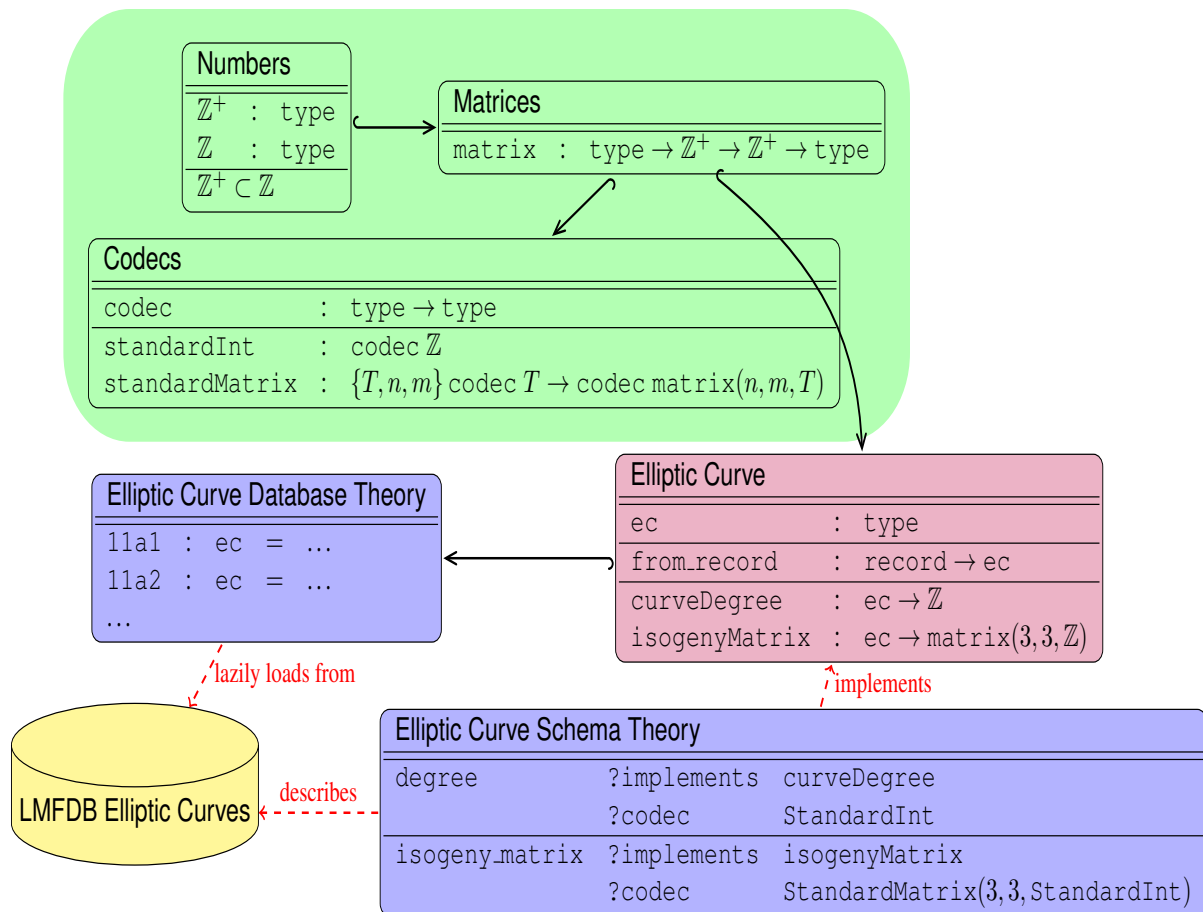 Numbers
ℤ⁺ : type
ℤ : type
ℤ⁺ ⊂ ℤ
Matrices
matrix : type → ℤ⁺ → ℤ⁺ → type
Codecs
codec : type → type
standardInt : codec ℤ
standardMatrix : {T, n, m} codec T → codec matrix(n, m, T)
Elliptic Curve Database Theory
11a1 : ec = ...
11a2 : ec = ...
...
Elliptic Curve
ec : type
from_record : record → ec
curveDegree : ec → ℤ
isogenyMatrix : ec → matrix(3,3,ℤ)
lazily loads from
implements
LMFDB Elliptic Curves
describes
Elliptic Curve Schema Theory
degree ?implements curveDegree
?codec StandardInt
isogeny_matrix ?implements isogenyMatrix
?codec StandardMatrix(3,3,StandardInt)